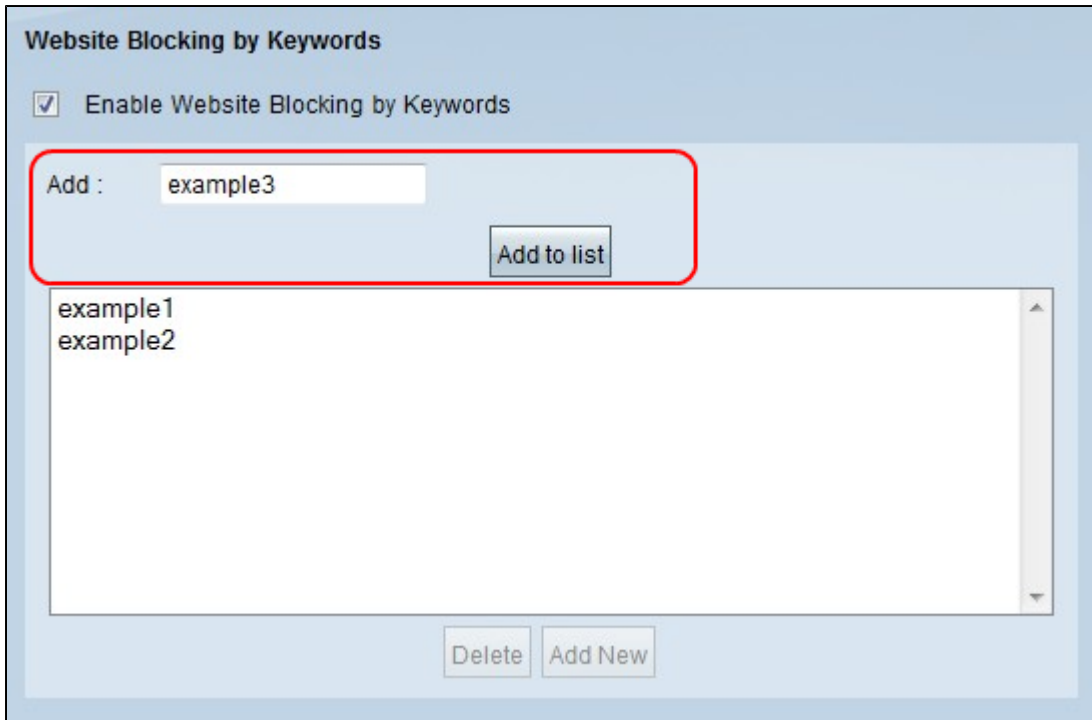 Website Blocking by Keywords
Enable Website Blocking by Keywords
Add : example3
Add to list
example1
example2
Delete Add New